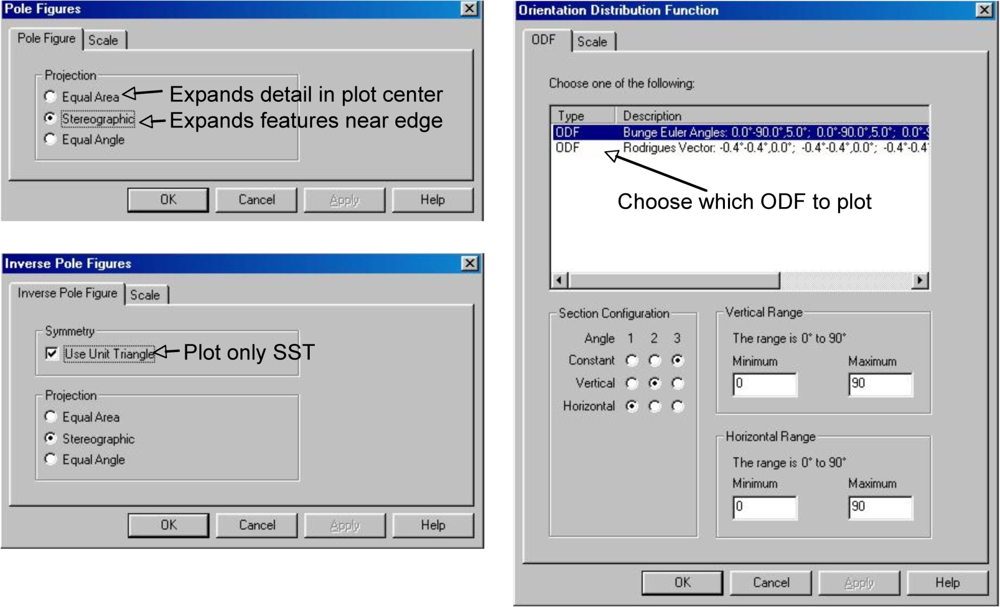 Pole Figures
Pole Figure Scale
Projection
Equal Area Expands detail in plot center
Stereographic Expands features near edge
Equal Angle
OK Cancel Apply Help
Inverse Pole Figures
Inverse Pole Figure Scale
Symmetry
Use Unit Triangle Plot only SST
Projection
Equal Area
Stereographic
Equal Angle
OK Cancel Apply Help
Orientation Distribution Function
ODF Scale
Choose one of the following:
Type Description
ODF Bunge Euler Angles: 0.0°-90.0°,5.0°; 0.0°-90.0°,5.0°; 0.0°-9
ODF Rodrigues Vector: -0.4°-0.4°,0.0°; -0.4°-0.4°,0.0°; -0.4°-0.4°
Choose which ODF to plot
Section Configuration
Angle 1 2 3
Constant
Vertical
Horizontal
Vertical Range
The range is 0° to 90°
Minimum Maximum
0 90
Horizontal Range
The range is 0° to 90°
Minimum Maximum
0 90
OK Cancel Apply Help